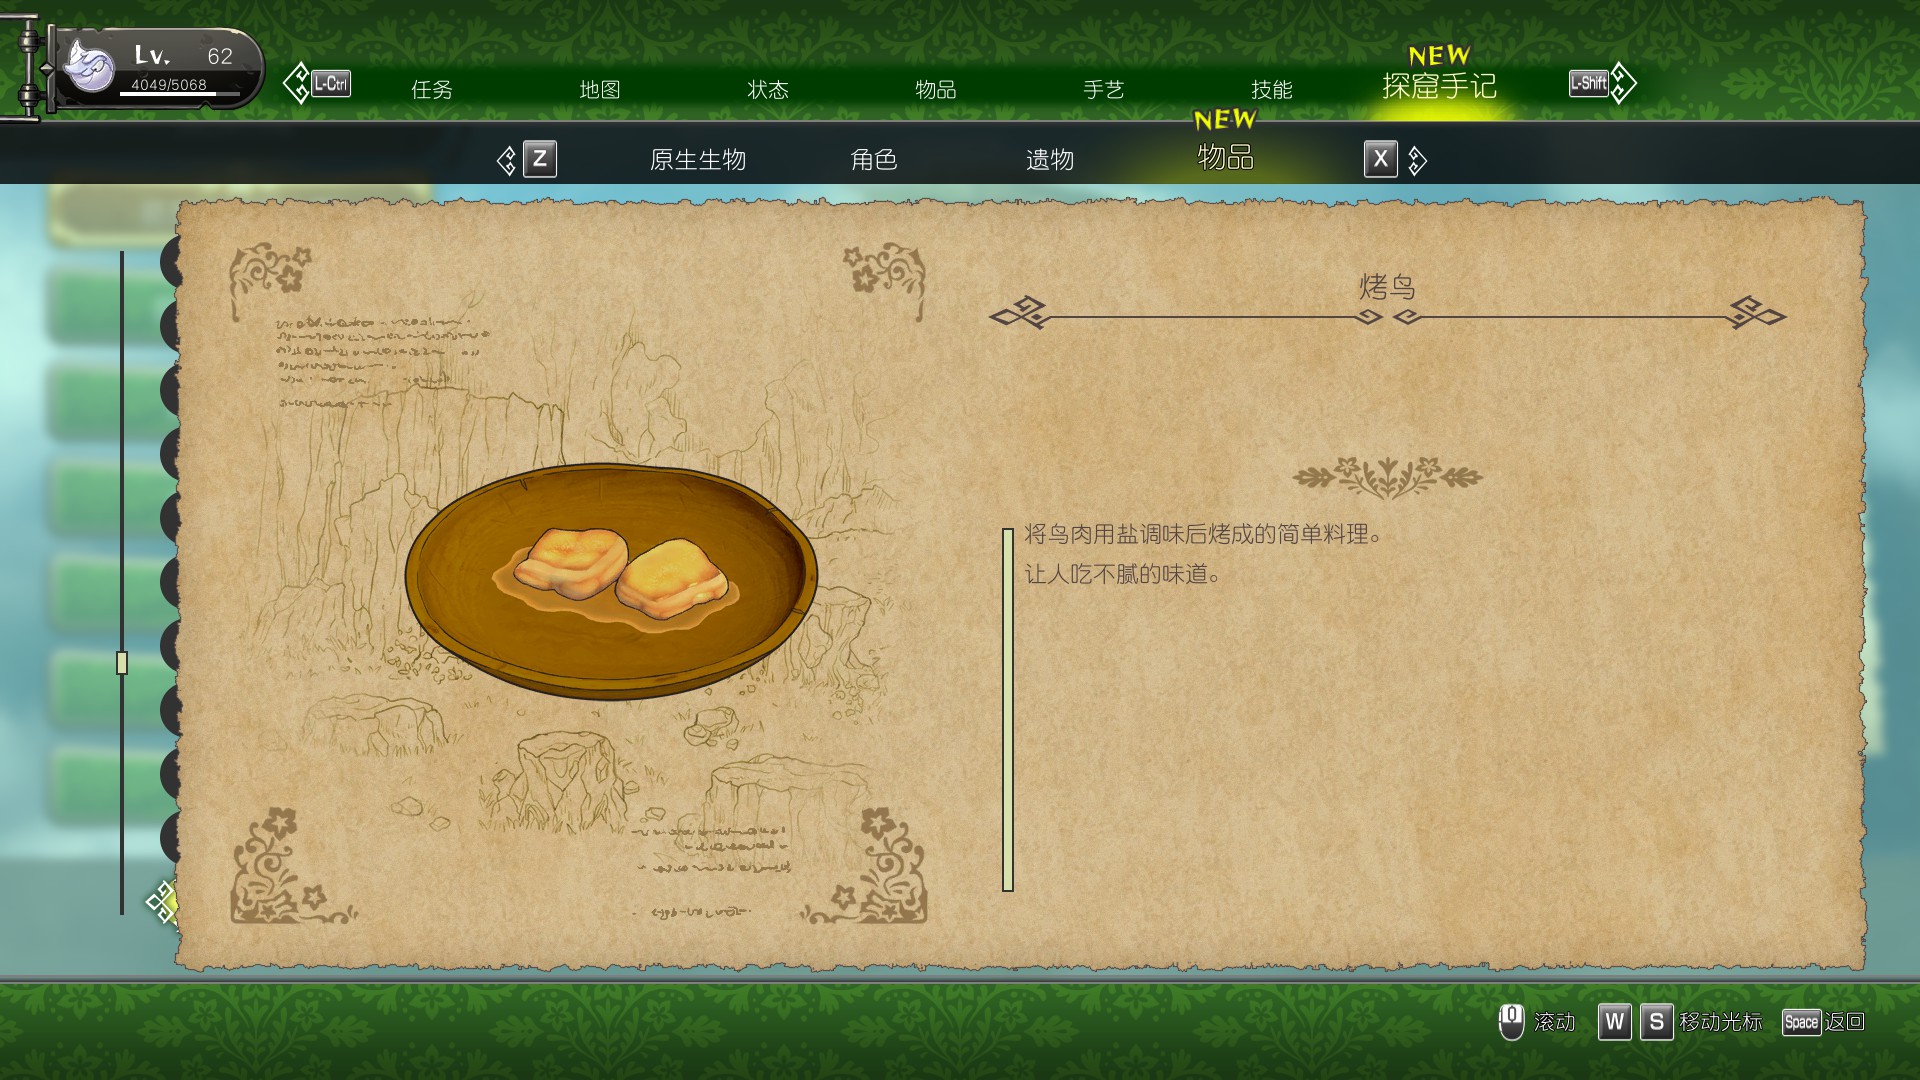 Lv. 62
4049/5068
L-Ctrl
任务
地图
状态
物品
手艺
技能
NEW
探窟手记
L-Shift
Z
原生生物
角色
遗物
NEW
物品
X
烤鸟
将鸟肉用盐调味后烤成的简单料理。
让人吃不腻的味道。
滚动
W
S
移动光标
Space
返回